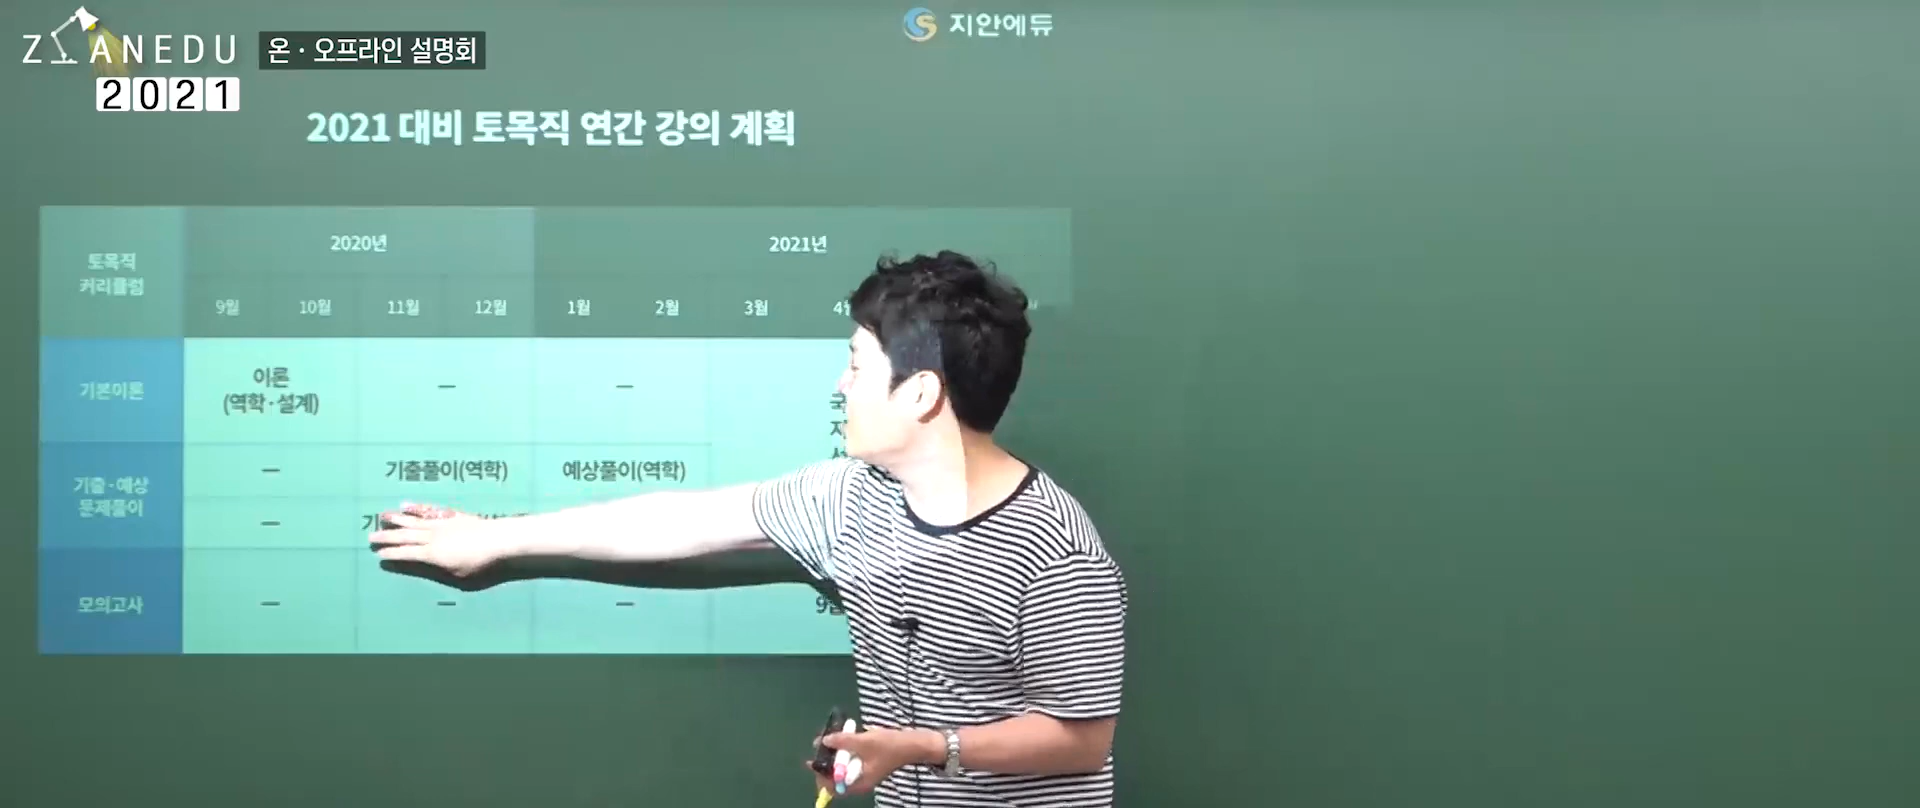 ZIANEDU
2021
온·오프라인 설명회
지안에듀
2021 대비 토목직 연간 강의 계획
토목직
커리큘럼
2020년
2021년
9월
10월
11월
12월
1월
2월
3월
기본이론
이론
(역학·설계)
—
—
기출·예상
문제풀이
—
기출풀이(역학)
예상풀이(역학)
—
모의고사
—
—
—